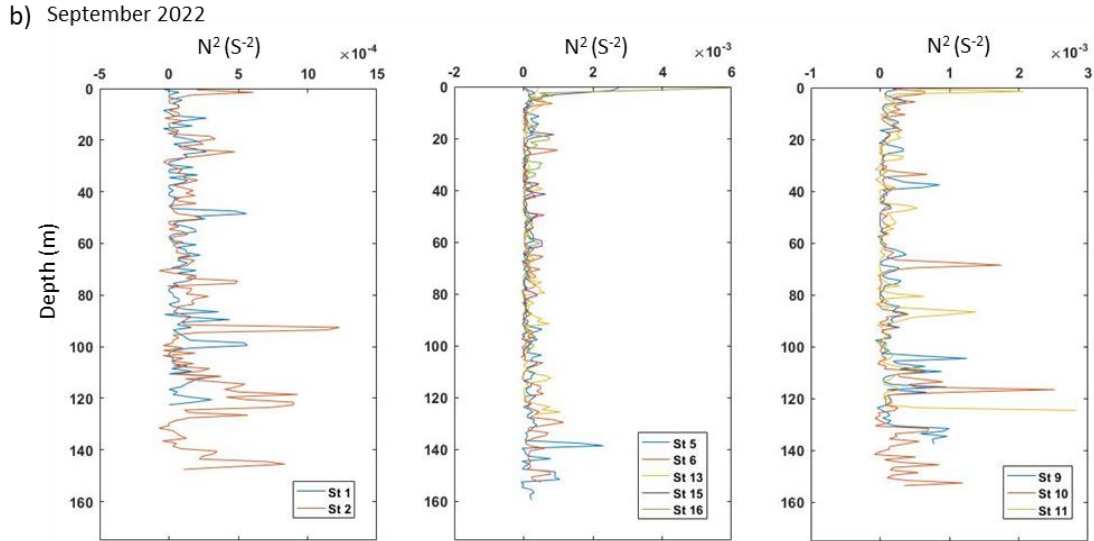 b) September 2022
N² (S⁻²) ×10⁻⁴
-5 0 5 10 15
N² (S⁻²) ×10⁻³
-2 0 2 4 6
N² (S⁻²) ×10⁻³
-1 0 1 2 3
Depth (m)
0
20
40
60
80
100
120
140
160
St 1
St 2
0
20
40
60
80
100
120
140
160
St 5
St 6
St 13
St 15
St 16
0
20
40
60
80
100
120
140
160
St 9
St 10
St 11